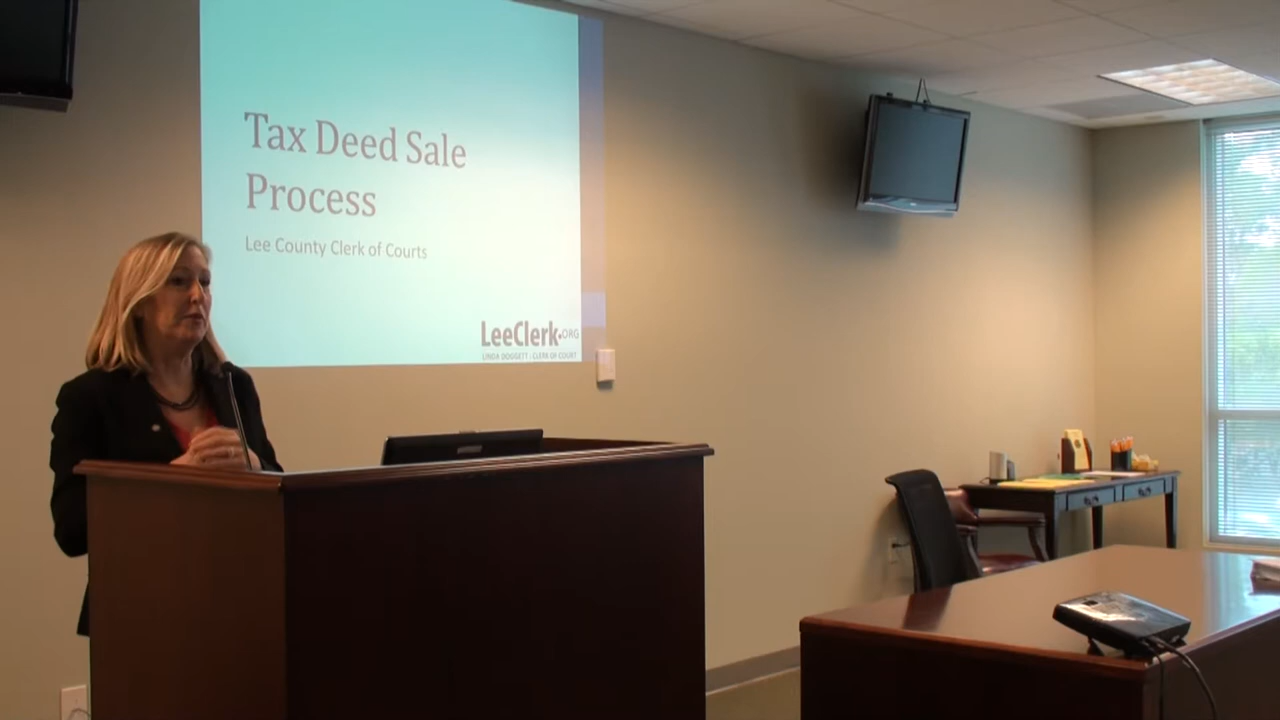 Tax Deed Sale
Process
Lee County Clerk of Courts
LeeClerk.ORG
LINDA DOGGETT - CLERK OF COURT